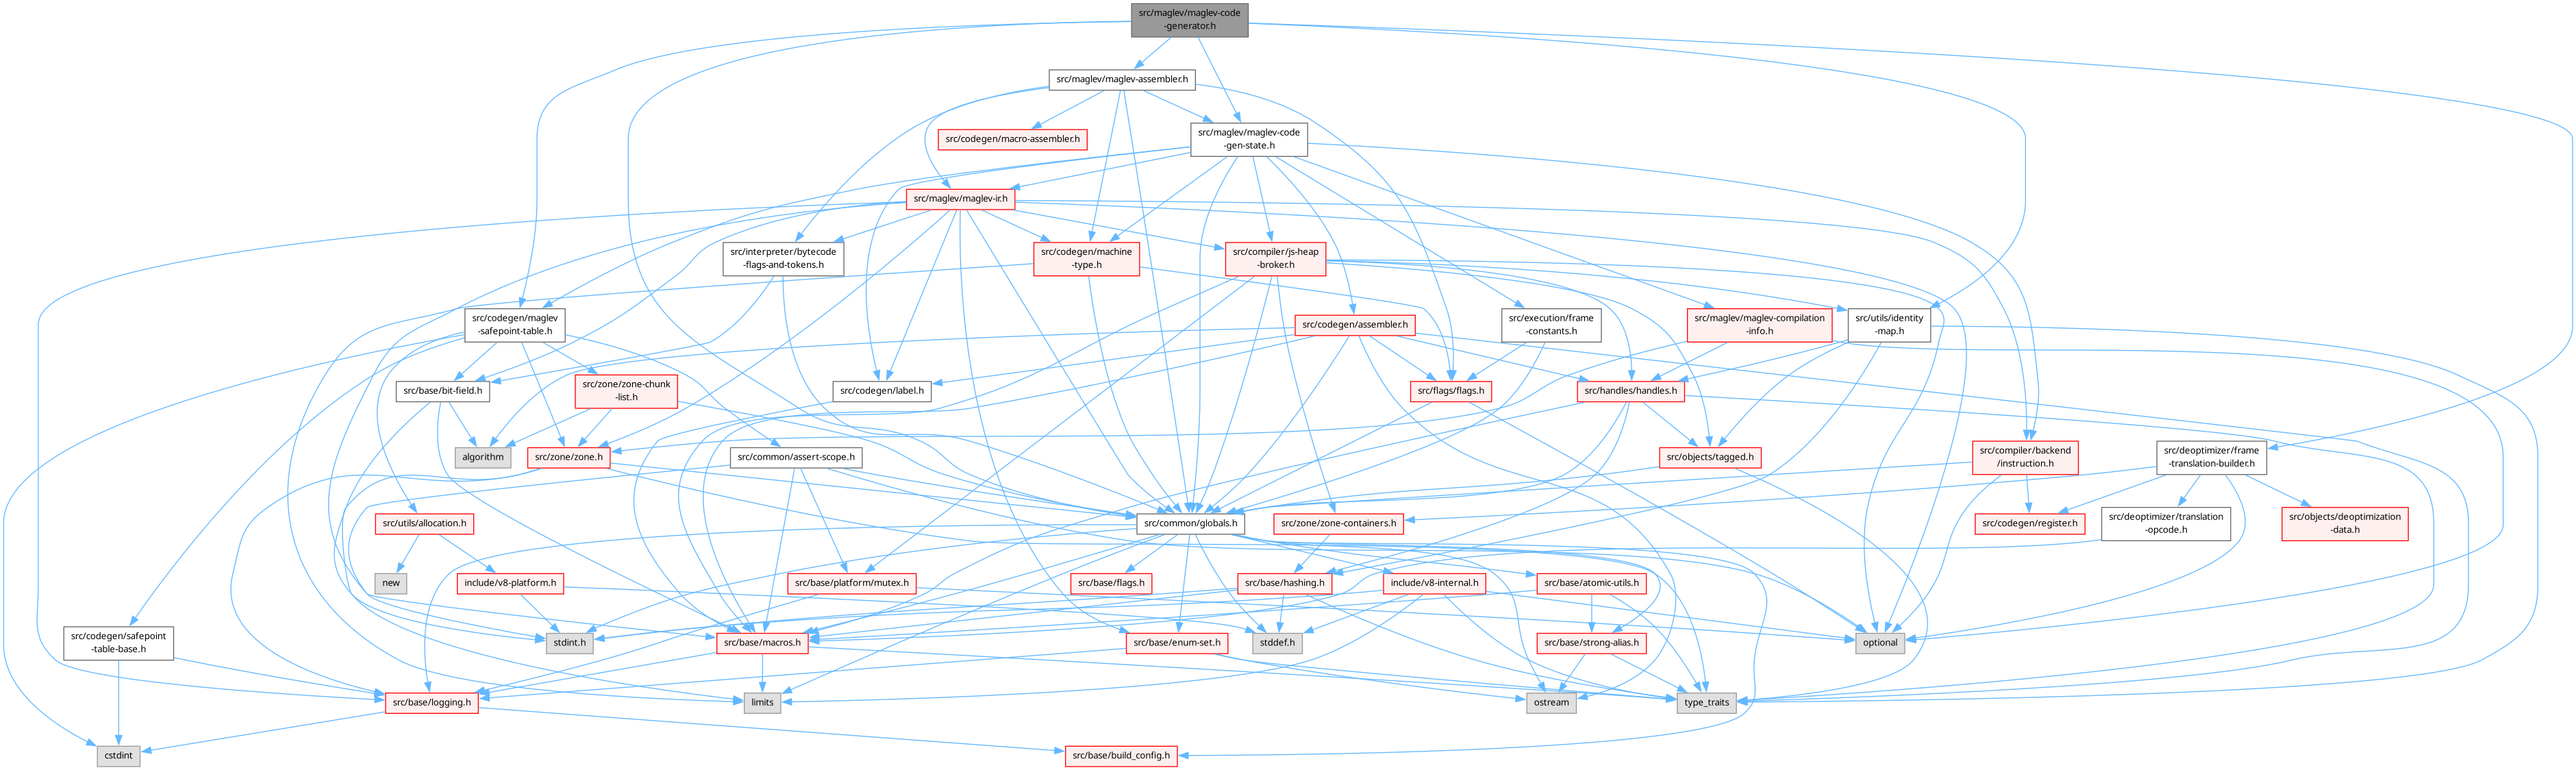 src/maglev/maglev-code
-generator.h
src/maglev/maglev-assembler.h
src/codegen/macro-assembler.h
src/maglev/maglev-code
-gen-state.h
src/maglev/maglev-ir.h
src/interpreter/bytecode
-flags-and-tokens.h
src/codegen/machine
-type.h
src/compiler/js-heap
-broker.h
src/codegen/maglev
-safepoint-table.h
src/codegen/assembler.h
src/execution/frame
-constants.h
src/maglev/maglev-compilation
-info.h
src/utils/identity
-map.h
src/base/bit-field.h
src/zone/zone-chunk
-list.h
src/codegen/label.h
src/flags/flags.h
src/handles/handles.h
algorithm
src/zone/zone.h
src/common/assert-scope.h
src/objects/tagged.h
src/compiler/backend
/instruction.h
src/deoptimizer/frame
-translation-builder.h
src/utils/allocation.h
src/common/globals.h
src/zone/zone-containers.h
src/codegen/register.h
src/deoptimizer/translation
-opcode.h
src/objects/deoptimization
-data.h
new
include/v8-platform.h
src/base/platform/mutex.h
src/base/flags.h
src/base/hashing.h
include/v8-internal.h
src/base/atomic-utils.h
src/codegen/safepoint
-table-base.h
stdint.h
src/base/macros.h
src/base/enum-set.h
stddef.h
src/base/strong-alias.h
optional
src/base/logging.h
limits
ostream
type_traits
cstdint
src/base/build_config.h